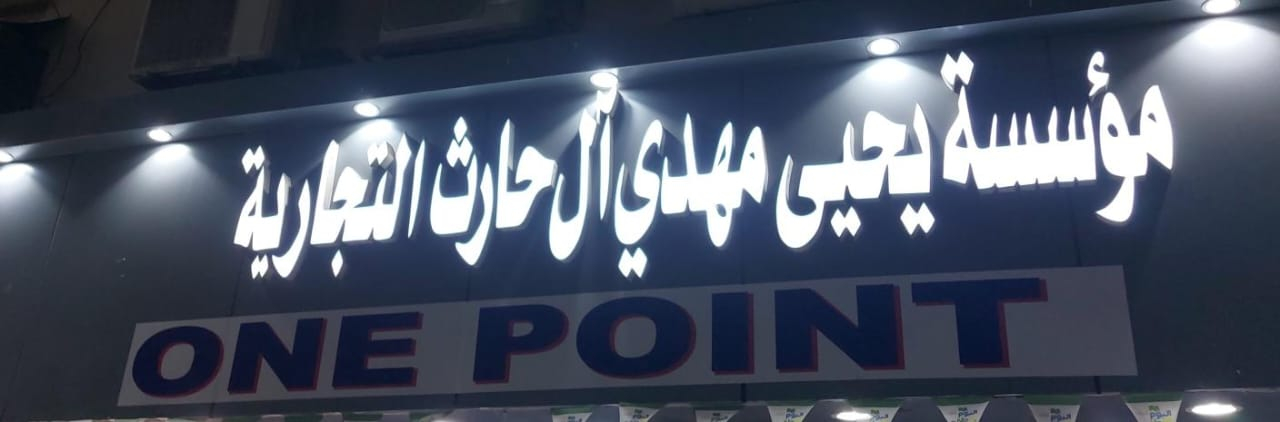 مؤسسة يحيى مهدي آل حارث التجارية
ONE POINT